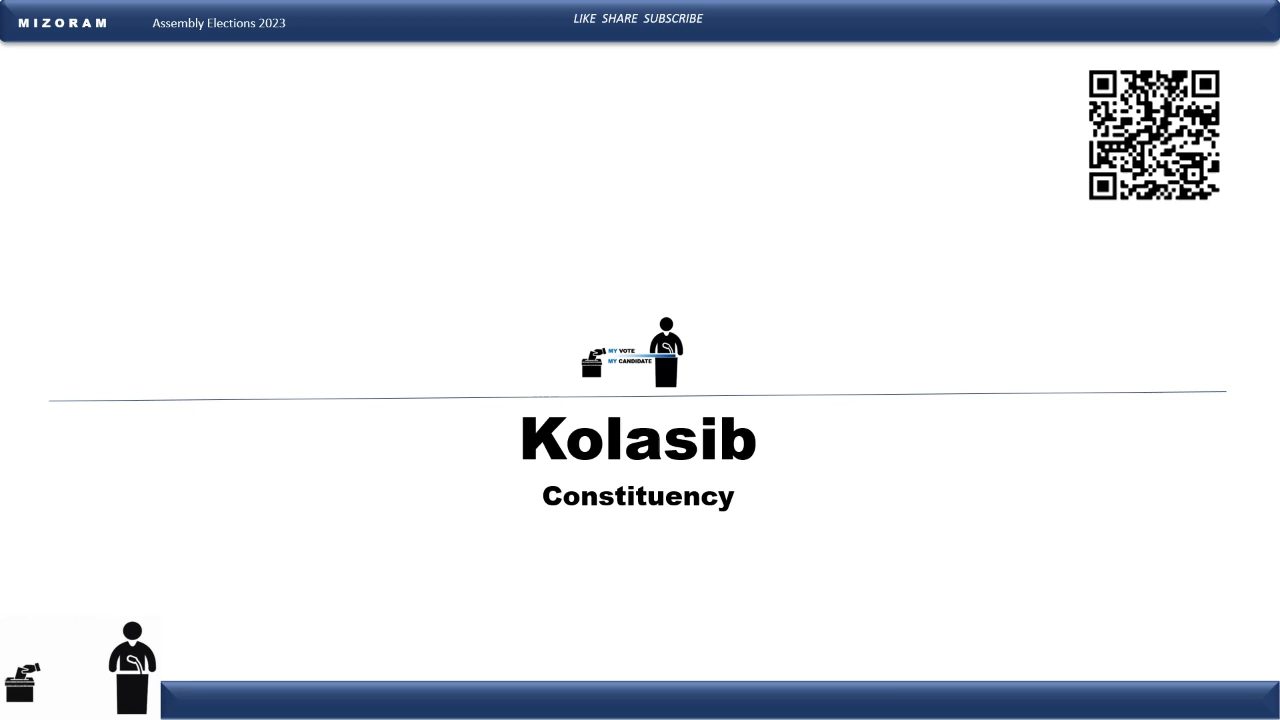 MIZORAM Assembly Elections 2023
LIKE SHARE SUBSCRIBE
MY VOTE
MY CANDIDATE
Kolasib
Constituency